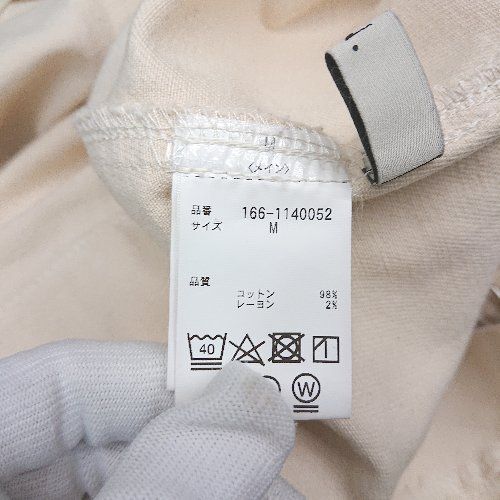 M
〈メイン〉
品番 166-1140052
サイズ M
品質
コットン 98%
レーヨン 2%
40
W